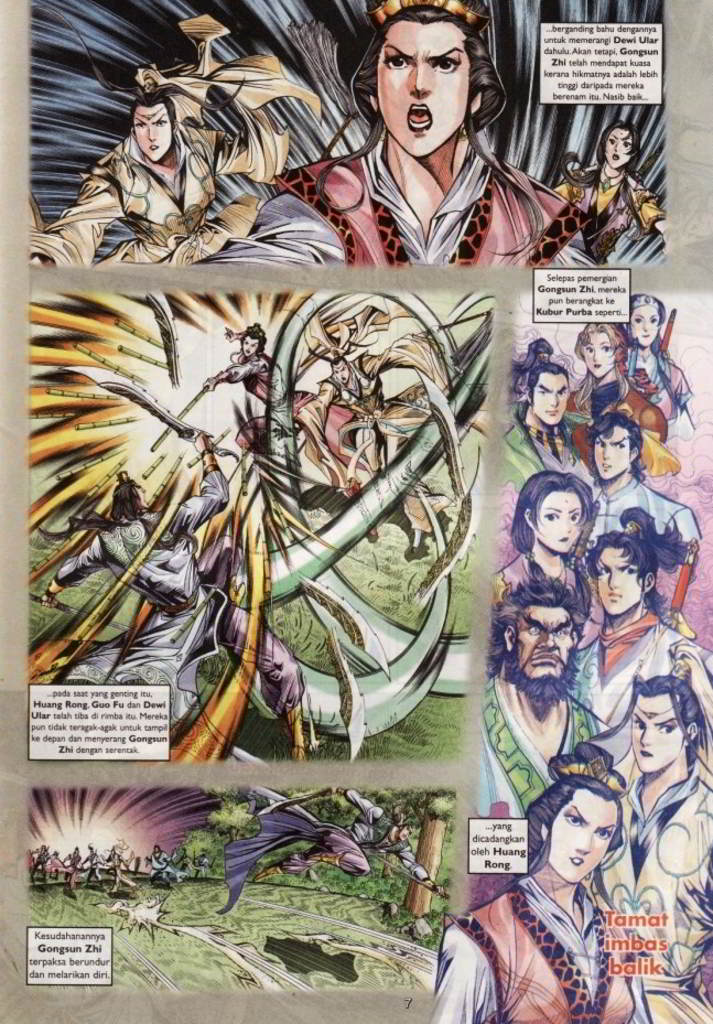 ...berganding bahu dengannya
untuk memerangi Dewi Ular
dahulu. Akan tetapi, Gongsun
Zhi telah mendapat kuasa
kerana hikmatnya adalah lebih
tinggi daripada mereka
berenam itu. Nasib baik...
Selepas pemergian
Gongsun Zhi, mereka
pun berangkat ke
Kubur Purba seperti...
...pada saat yang genting itu,
Huang Rong, Guo Fu dan Dewi
Ular telah tiba di rimba itu. Mereka
pun tidak teragak-agak untuk tampil
ke depan dan menyerang Gongsun
Zhi dengan serentak.
...yang
dicadangkan
oleh Huang
Rong.
Kesudahannya
Gongsun Zhi
terpaksa berundur
dan melarikan diri.
Tamat
imbas
balik
7